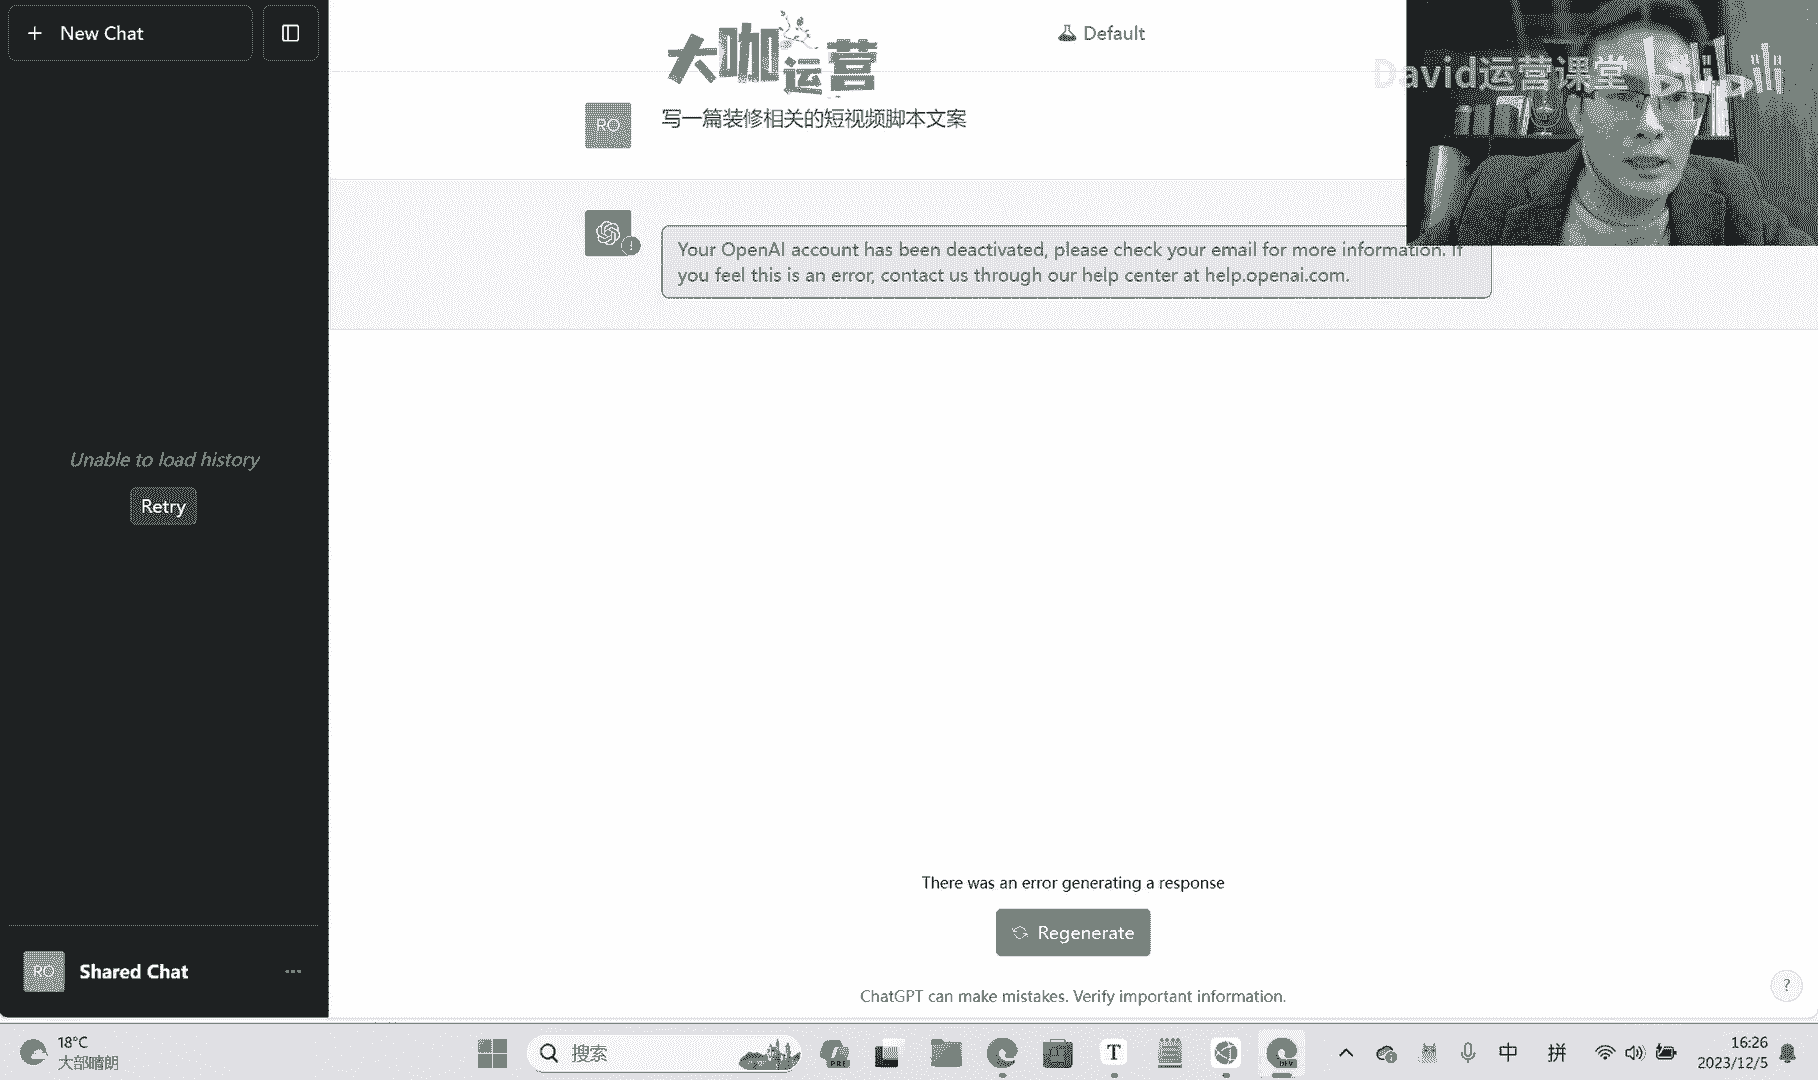 New Chat
大咖运营
Default
David运营课堂 bilibili
RO
写一篇装修相关的短视频脚本文案
Your OpenAI account has been deactivated, please check your email for more information. If
you feel this is an error, contact us through our help center at help.openai.com.
Unable to load history
Retry
There was an error generating a response
Regenerate
RO
Shared Chat
ChatGPT can make mistakes. Verify important information.
?
18°C
大部晴朗
搜索
PRE
T
DEV
中
拼
16:26
2023/12/5